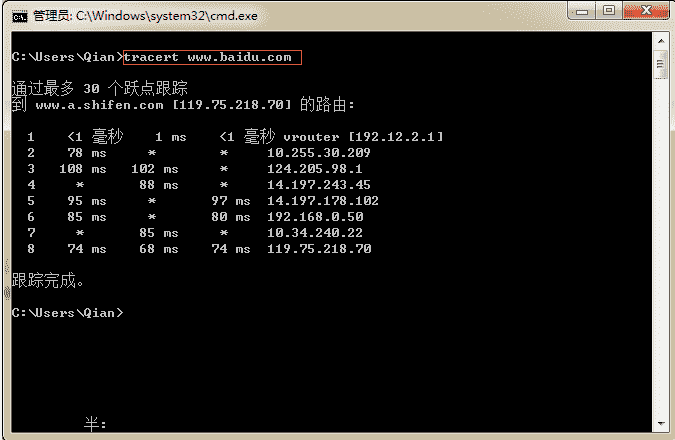 管理员: C:\Windows\system32\cmd.exe
C:\Users\Qian>tracert www.baidu.com
通过最多 30 个跃点跟踪
到 www.a.shifen.com [119.75.218.70] 的路由:
1 <1 毫秒 1 ms <1 毫秒 vrouter [192.12.2.1]
2 78 ms * * 10.255.30.209
3 108 ms 102 ms * 124.205.98.1
4 * 88 ms * 14.197.243.45
5 95 ms * 97 ms 14.197.178.102
6 85 ms * 80 ms 192.168.0.50
7 * 85 ms * 10.34.240.22
8 74 ms 68 ms 74 ms 119.75.218.70
跟踪完成。
C:\Users\Qian>
半: